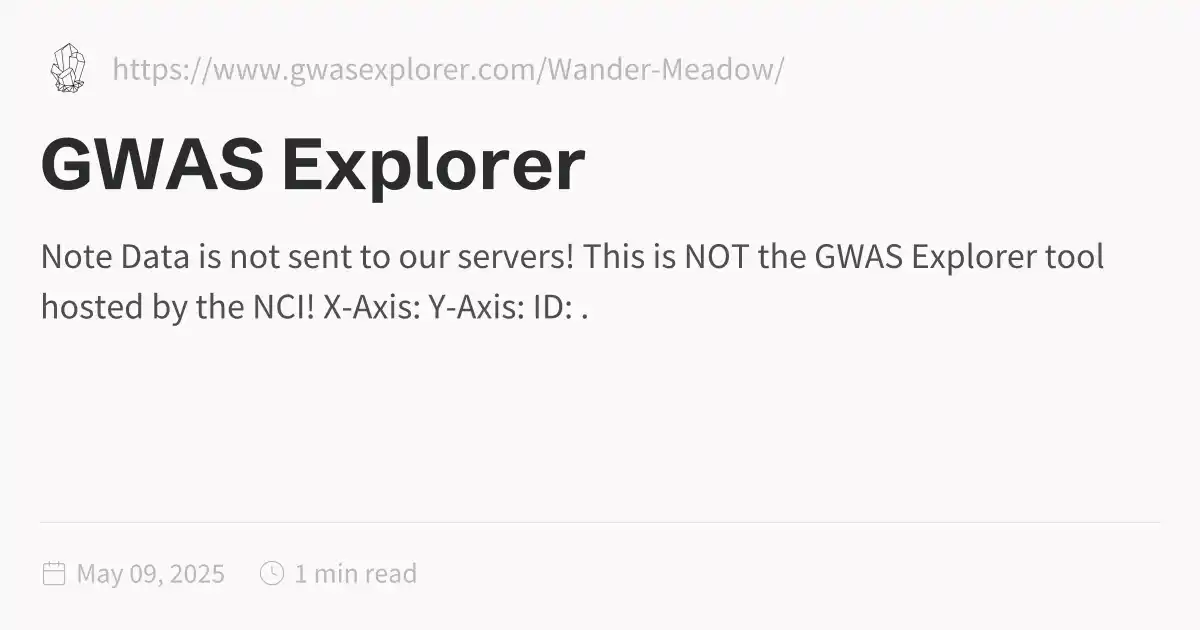 https://www.gwasexplorer.com/Wander-Meadow/
GWAS Explorer
Note Data is not sent to our servers! This is NOT the GWAS Explorer tool
hosted by the NCI! X-Axis: Y-Axis: ID: .
May 09, 2025 1 min read